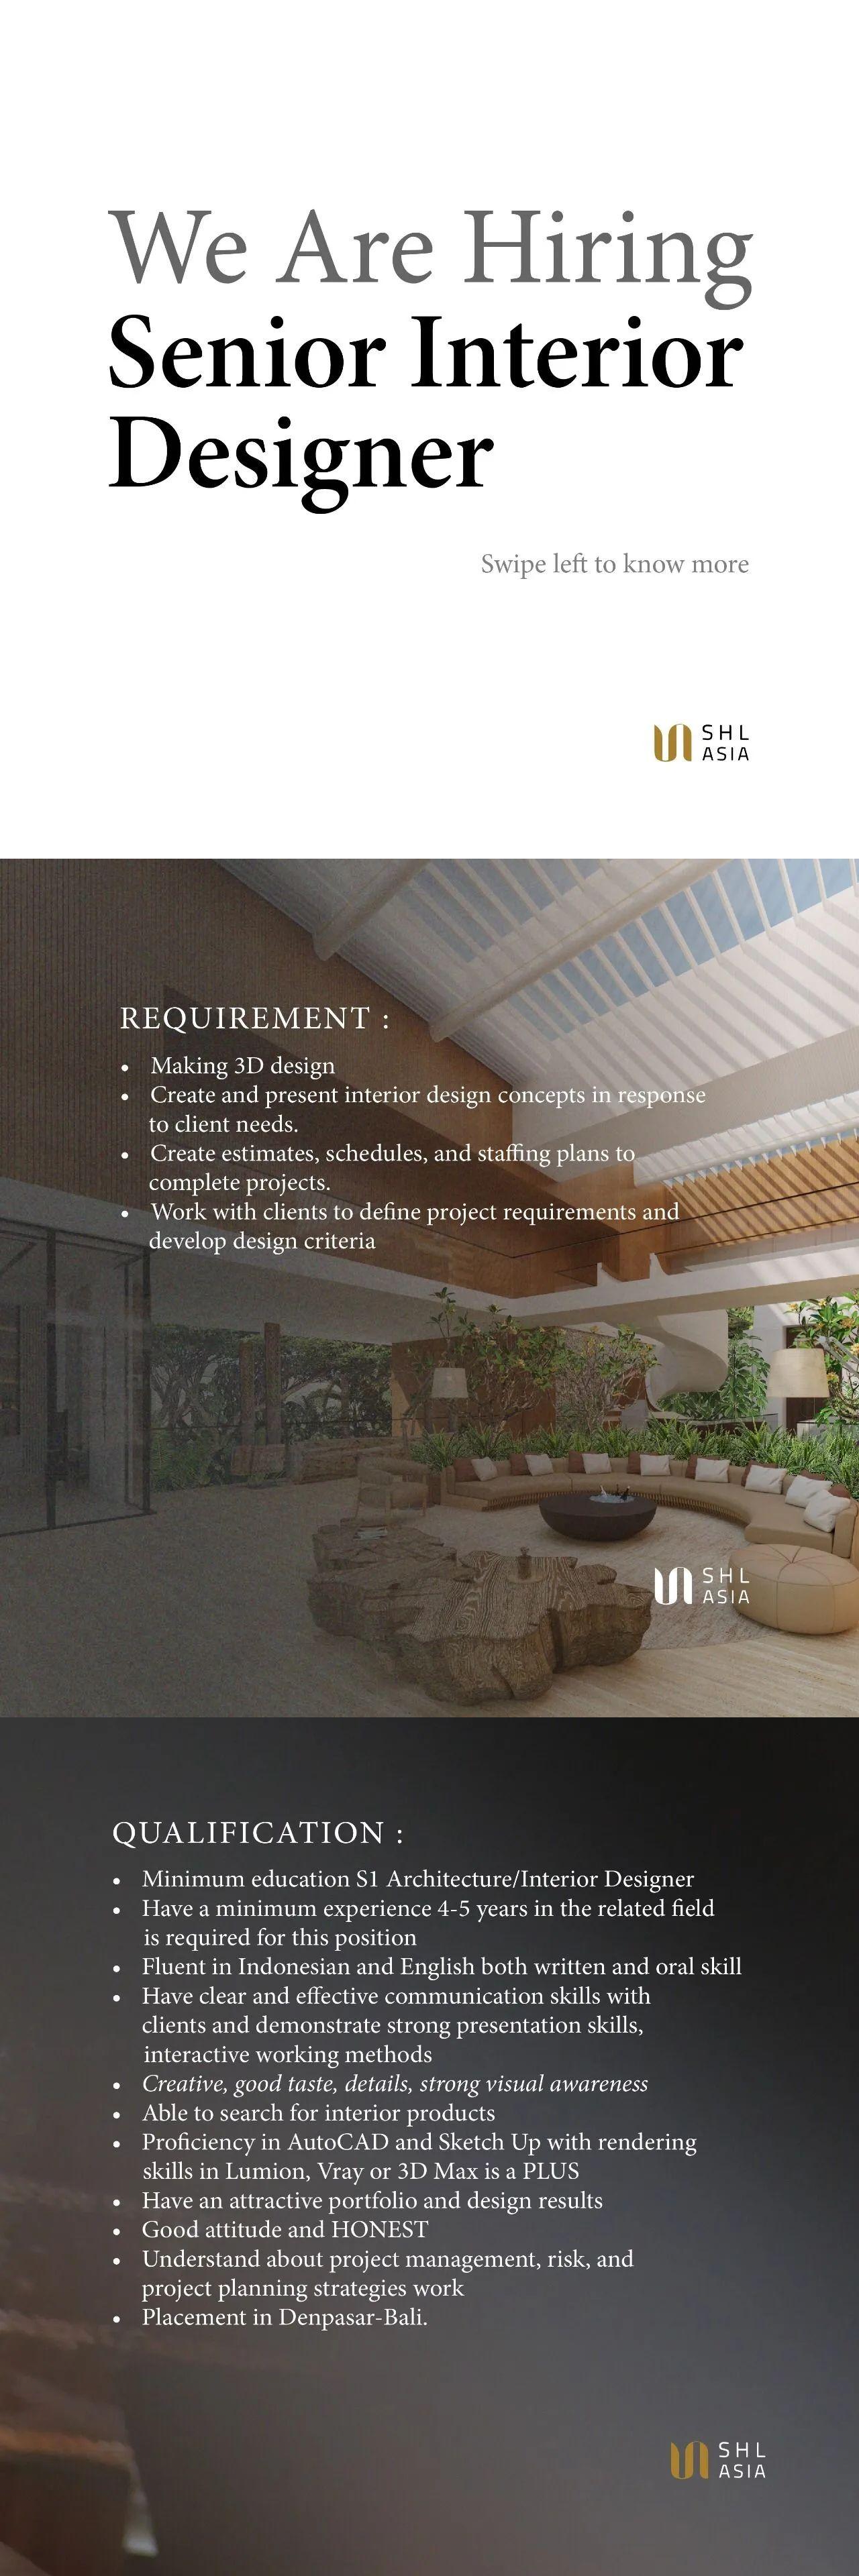 We Are Hiring
Senior Interior
Designer
Swipe left to know more
SHL
ASIA
REQUIREMENT :
• Making 3D design
• Create and present interior design concepts in response
to client needs.
• Create estimates, schedules, and staffing plans to
complete projects.
• Work with clients to define project requirements and
develop design criteria
SHL
ASIA
QUALIFICATION :
• Minimum education S1 Architecture/Interior Designer
• Have a minimum experience 4-5 years in the related field
is required for this position
• Fluent in Indonesian and English both written and oral skill
• Have clear and effective communication skills with
clients and demonstrate strong presentation skills,
interactive working methods
• Creative, good taste, details, strong visual awareness
• Able to search for interior products
• Proficiency in AutoCAD and Sketch Up with rendering
skills in Lumion, Vray or 3D Max is a PLUS
• Have an attractive portfolio and design results
• Good attitude and HONEST
• Understand about project management, risk, and
project planning strategies work
• Placement in Denpasar-Bali.
SHL
ASIA